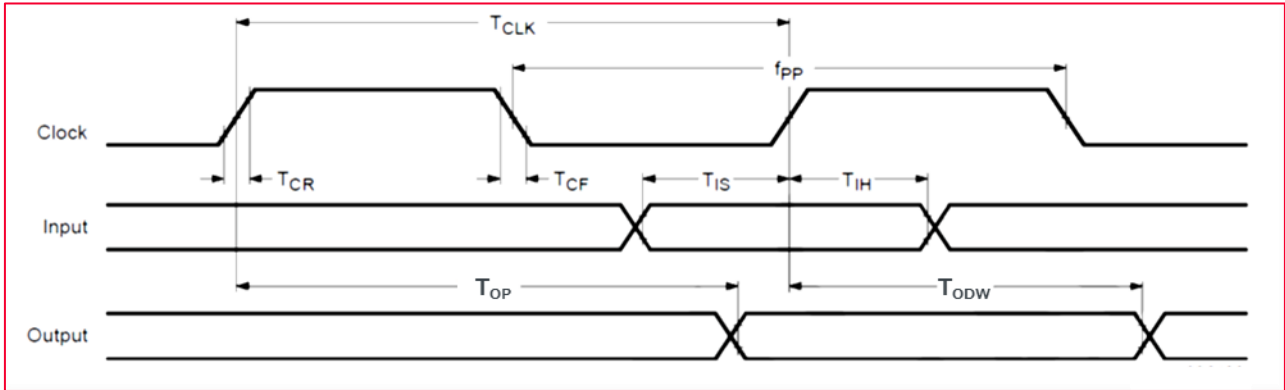 TCLK
fPP
Clock
TCR
TCF
TIS
TIH
Input
TOP
TODW
Output